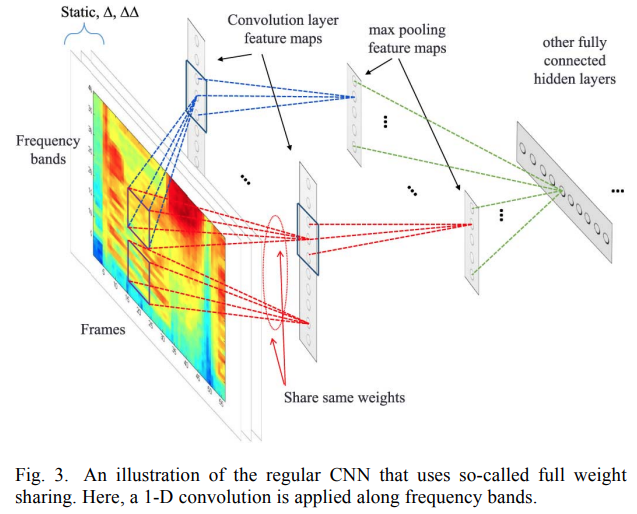 Static, Δ, ΔΔ
Convolution layer
feature maps
max pooling
feature maps
other fully
connected
hidden layers
Frequency
bands
Frames
Share same weights
Fig. 3. An illustration of the regular CNN that uses so-called full weight
sharing. Here, a 1-D convolution is applied along frequency bands.